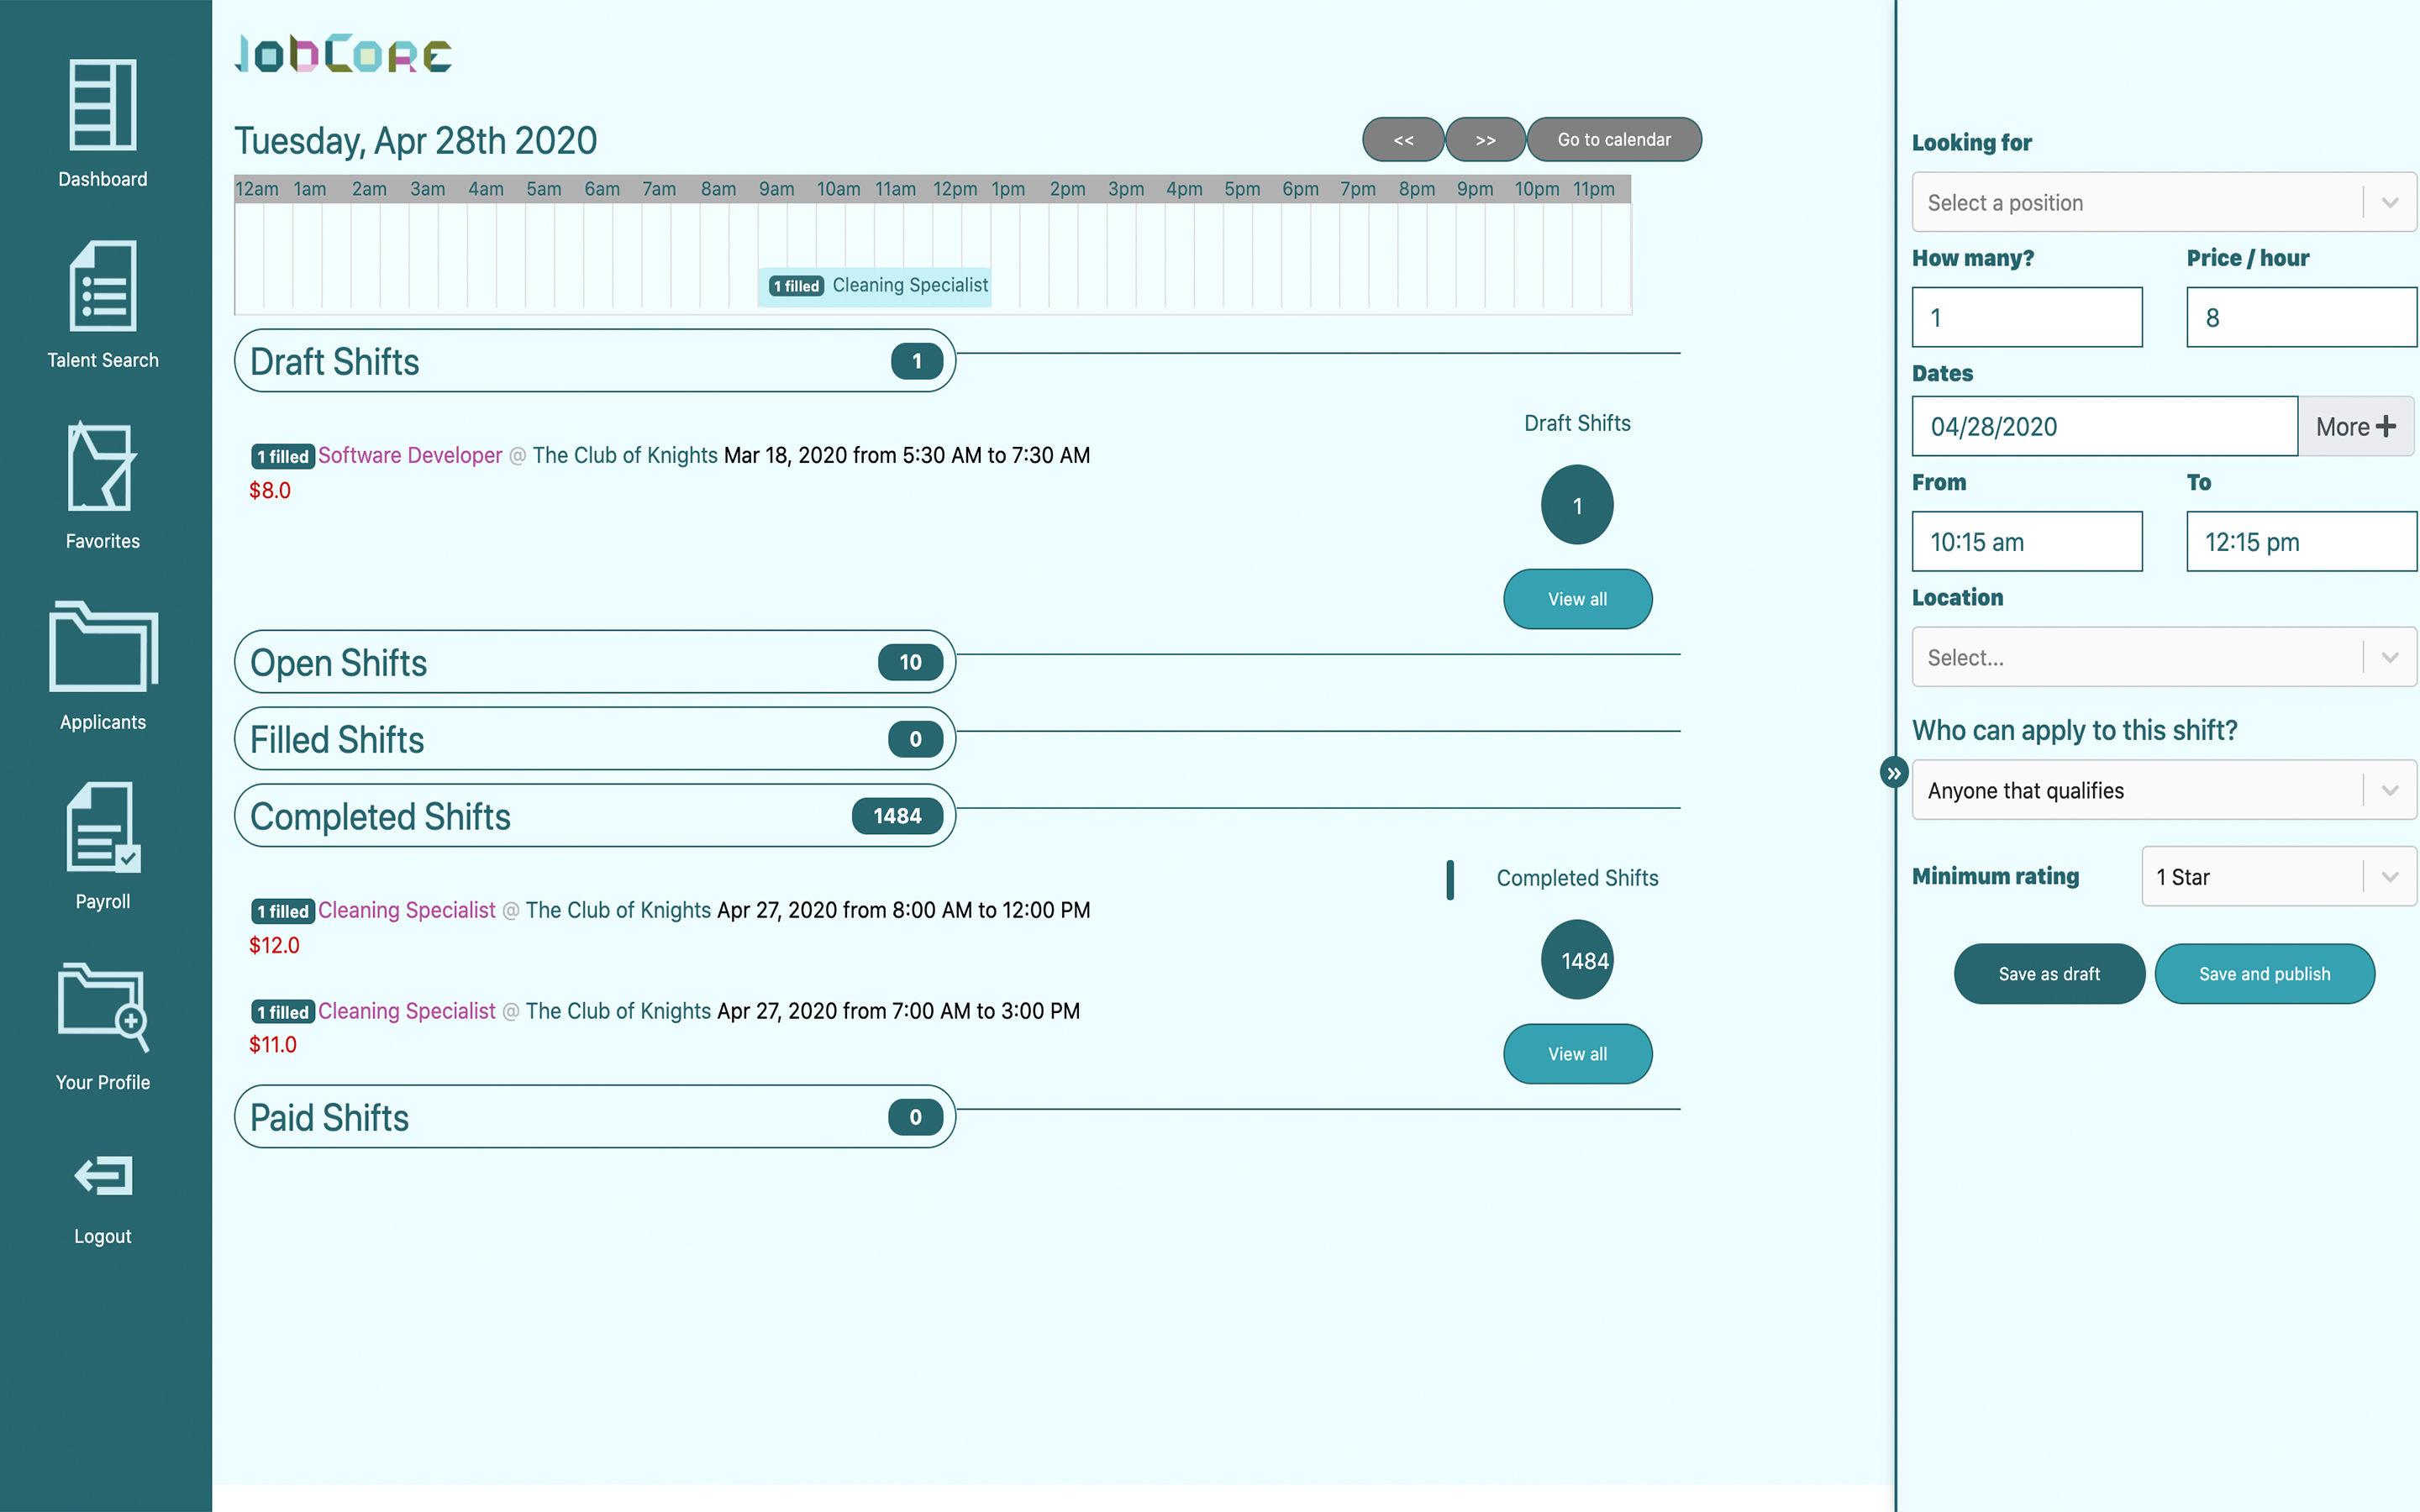 JobCore
Dashboard
Talent Search
Favorites
Applicants
Payroll
Your Profile
Logout
Tuesday, Apr 28th 2020
<< >> Go to calendar
12am 1am 2am 3am 4am 5am 6am 7am 8am 9am 10am 11am 12pm 1pm 2pm 3pm 4pm 5pm 6pm 7pm 8pm 9pm 10pm 11pm
1 filled Cleaning Specialist
Draft Shifts 1
1 filled Software Developer @ The Club of Knights Mar 18, 2020 from 5:30 AM to 7:30 AM
$8.0
Draft Shifts
1
View all
Open Shifts 10
Filled Shifts 0
Completed Shifts 1484
1 filled Cleaning Specialist @ The Club of Knights Apr 27, 2020 from 8:00 AM to 12:00 PM
$12.0
1 filled Cleaning Specialist @ The Club of Knights Apr 27, 2020 from 7:00 AM to 3:00 PM
$11.0
Completed Shifts
1484
View all
Paid Shifts 0
»
Looking for
Select a position
How many? Price / hour
1 8
Dates
04/28/2020 More +
From To
10:15 am 12:15 pm
Location
Select...
Who can apply to this shift?
Anyone that qualifies
Minimum rating 1 Star
Save as draft Save and publish